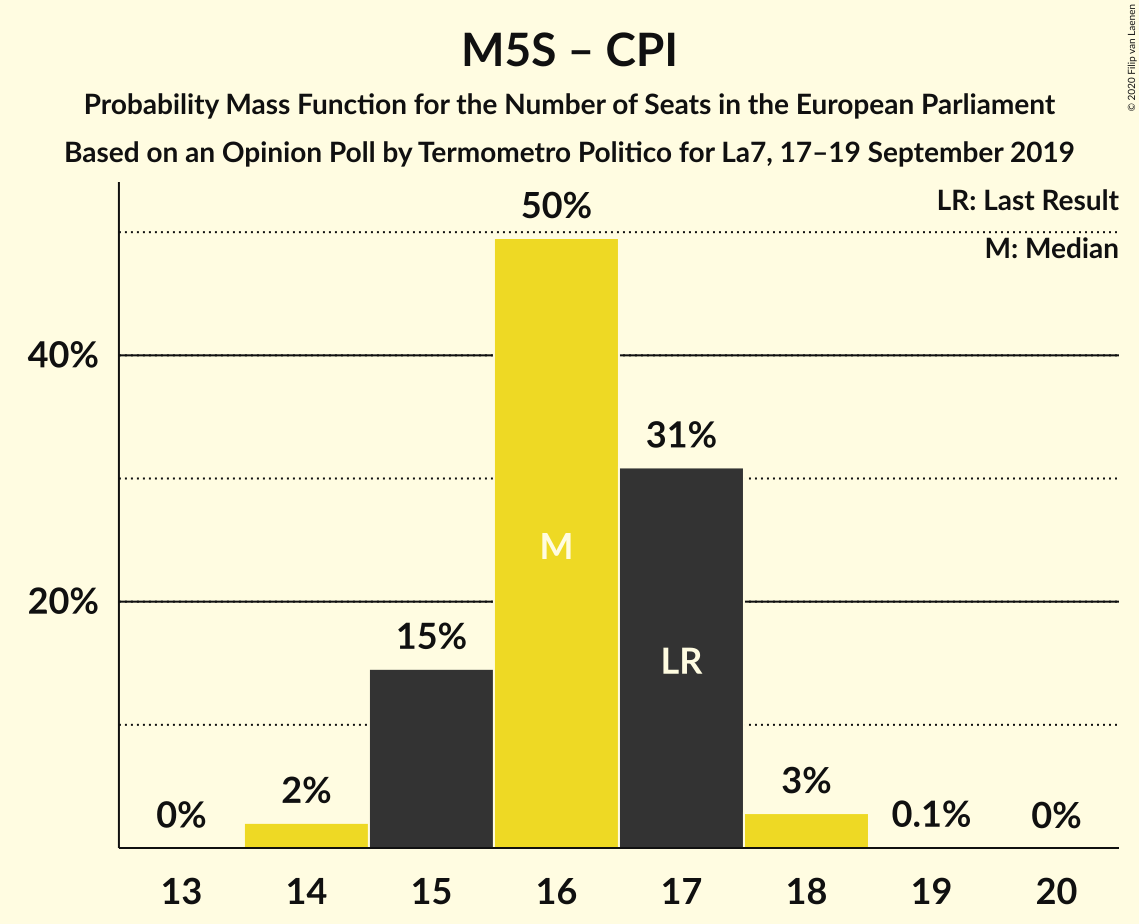 M5S – CPI
Probability Mass Function for the Number of Seats in the European Parliament
Based on an Opinion Poll by Termometro Politico for La7, 17–19 September 2019
© 2020 Filip van Laenen
LR: Last Result
M: Median
50%
40%
31%
M
20%
15%
LR
2%
3%
0%
0.1%
0%
13 14 15 16 17 18 19 20